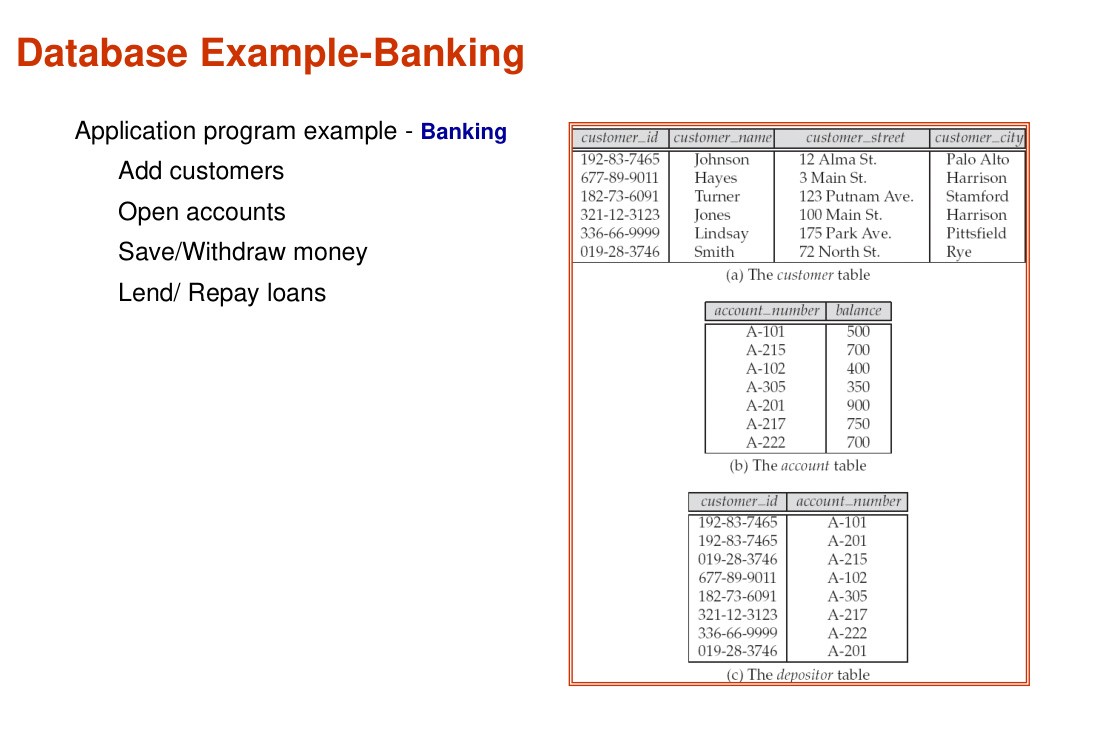 Database Example-Banking
Application program example - Banking
Add customers
Open accounts
Save/Withdraw money
Lend/ Repay loans
customer_id customer_name customer_street customer_city
192-83-7465 Johnson 12 Alma St. Palo Alto
677-89-9011 Hayes 3 Main St. Harrison
182-73-6091 Turner 123 Putnam Ave. Stamford
321-12-3123 Jones 100 Main St. Harrison
336-66-9999 Lindsay 175 Park Ave. Pittsfield
019-28-3746 Smith 72 North St. Rye
(a) The customer table
account_number balance
A-101 500
A-215 700
A-102 400
A-305 350
A-201 900
A-217 750
A-222 700
(b) The account table
customer_id account_number
192-83-7465 A-101
192-83-7465 A-201
019-28-3746 A-215
677-89-9011 A-102
182-73-6091 A-305
321-12-3123 A-217
336-66-9999 A-222
019-28-3746 A-201
(c) The depositor table